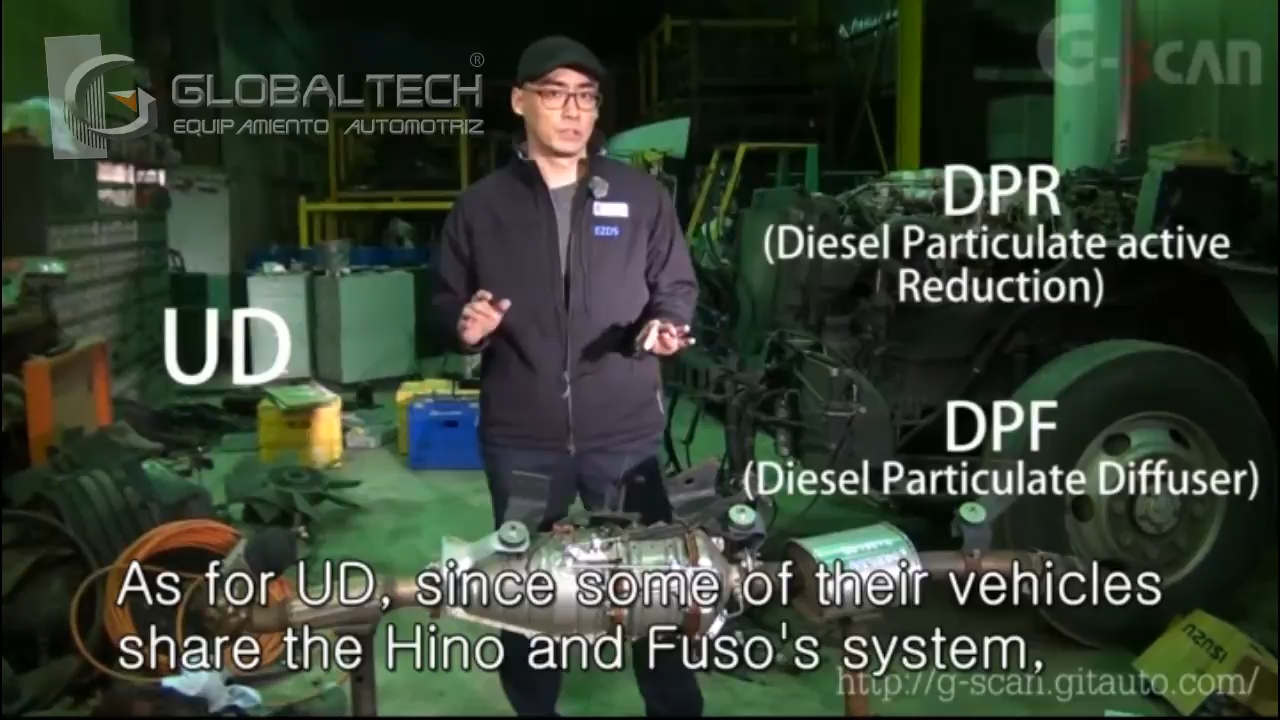 GLOBALTECH®
EQUIPAMIENTO AUTOMOTRIZ
G-SCAN
EZDS
DPR
(Diesel Particulate active
Reduction)
UD
DPF
(Diesel Particulate Diffuser)
As for UD, since some of their vehicles
share the Hino and Fuso's system,
http://g-scan.gitauto.com/